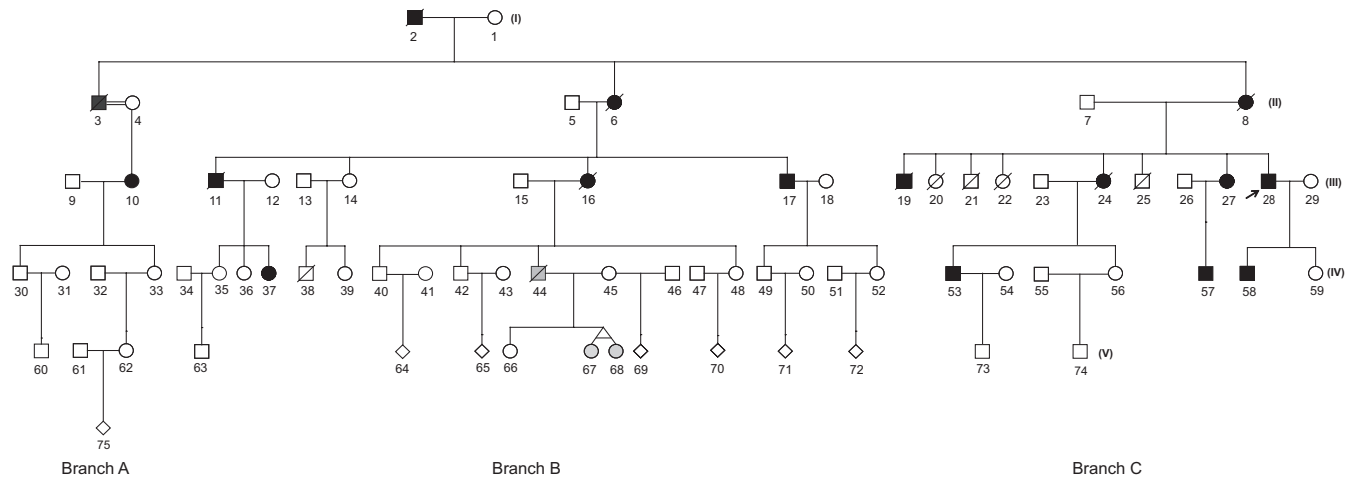 (I)
2 1
3 4 5 6 7 8 (II)
9 10 11 12 13 14 15 16 17 18 19 20 21 22 23 24 25 26 27 28 29 (III)
30 31 32 33 34 35 36 37 38 39 40 41 42 43 44 45 46 47 48 49 50 51 52 53 54 55 56 57 58 59 (IV)
60 61 62 63 64 65 66 67 68 69 70 71 72 73 74 (V)
75
Branch A Branch B Branch C